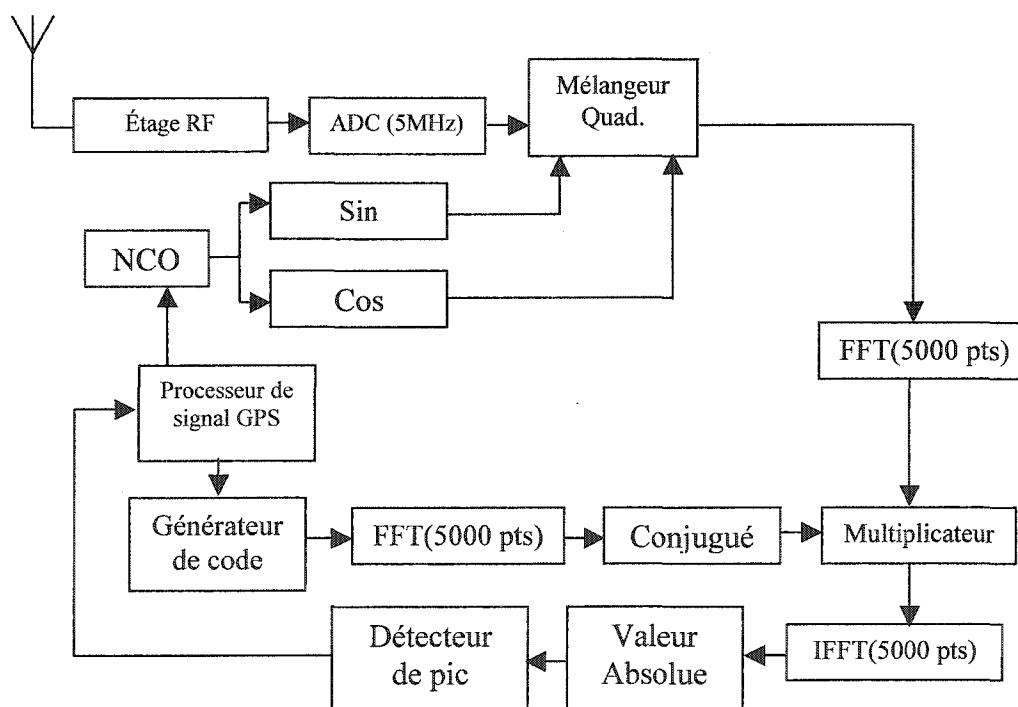 Étage RF
ADC (5MHz)
Mélangeur
Quad.
Sin
NCO
Cos
FFT(5000 pts)
Processeur de
signal GPS
Générateur
de code
FFT(5000 pts)
Conjugué
Multiplicateur
Détecteur
de pic
Valeur
Absolue
IFFT(5000 pts)